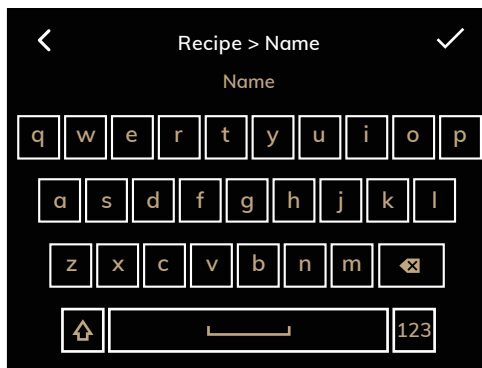 Recipe > Name
Name
q w e r t y u i o p
a s d f g h j k l
z x c v b n m
123